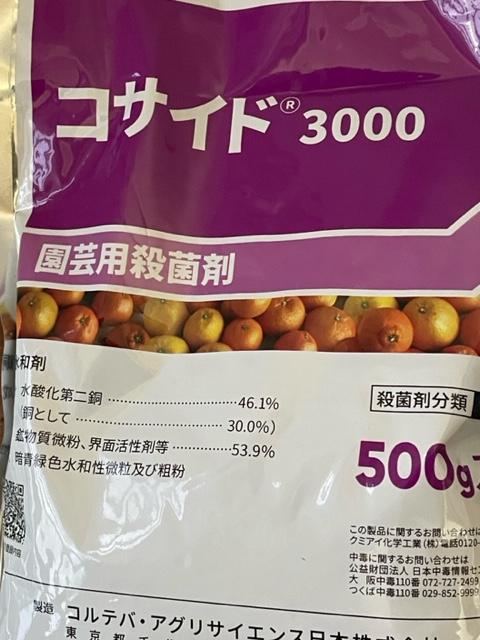 コサイド® 3000
園芸用殺菌剤
水和剤
水酸化第二銅 ................ 46.1%
(銅として ................ 30.0%)
鉱物質微粉、界面活性剤等 ...... 53.9%
暗青緑色水和性微粒及び粗粉
殺菌剤分類
500g
この製品に関するお問い合わせは
クミアイ化学工業(株)電話0120-
中毒に関するお問い合わせは
公益財団法人 日本中毒情報セン
大 阪中毒110番 072-727-2499
つくば中毒110番 029-852-9999
製造 コルテバ・アグリサイエンス日本株式会社
東 京 都 千